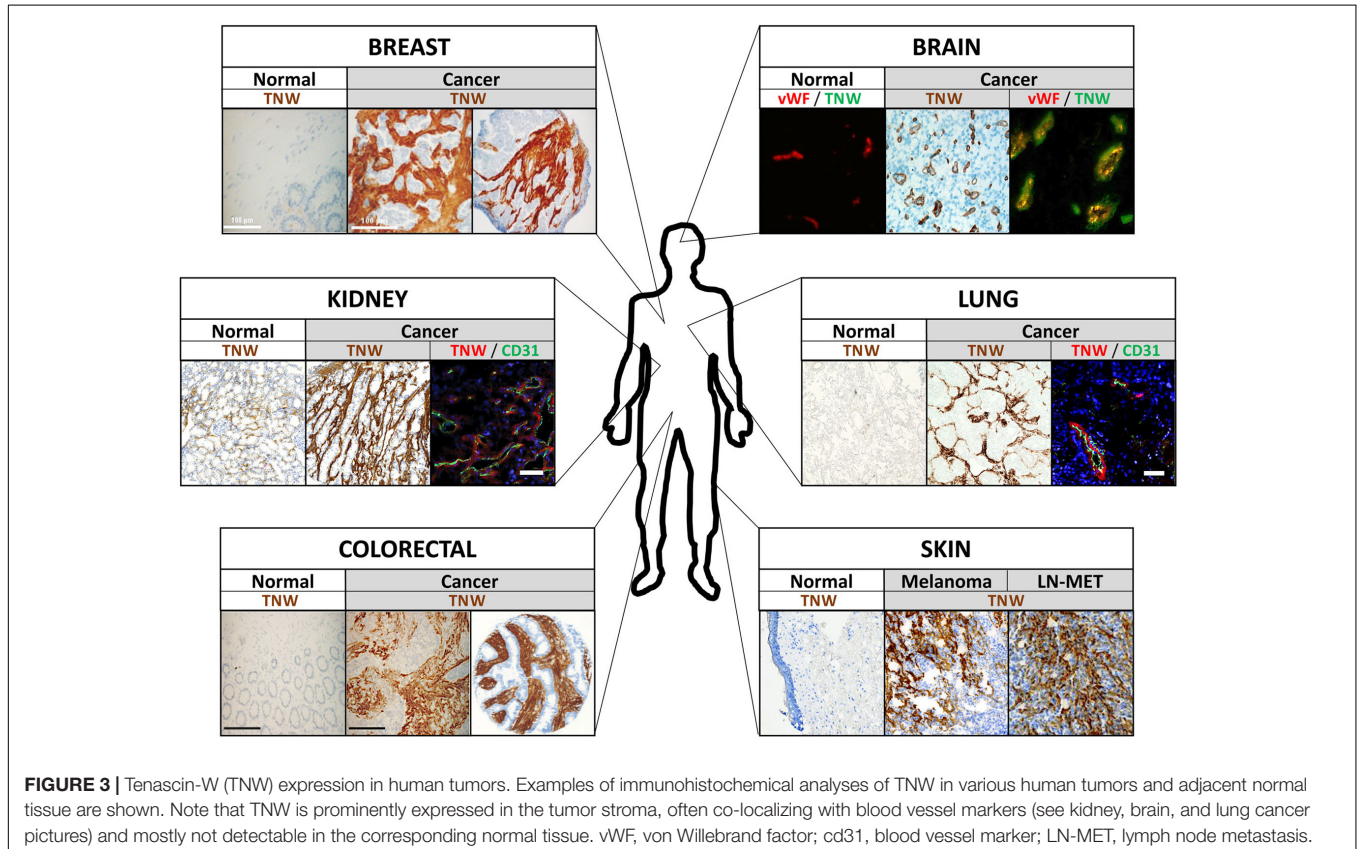 BREAST
Normal Cancer
TNW TNW
100 µm 100 µm
BRAIN
Normal Cancer
vWF / TNW TNW vWF / TNW
KIDNEY
Normal Cancer
TNW TNW TNW / CD31
LUNG
Normal Cancer
TNW TNW TNW / CD31
COLORECTAL
Normal Cancer
TNW TNW
SKIN
Normal Melanoma LN-MET
TNW TNW
FIGURE 3 | Tenascin-W (TNW) expression in human tumors. Examples of immunohistochemical analyses of TNW in various human tumors and adjacent normal
tissue are shown. Note that TNW is prominently expressed in the tumor stroma, often co-localizing with blood vessel markers (see kidney, brain, and lung cancer
pictures) and mostly not detectable in the corresponding normal tissue. vWF, von Willebrand factor; cd31, blood vessel marker; LN-MET, lymph node metastasis.